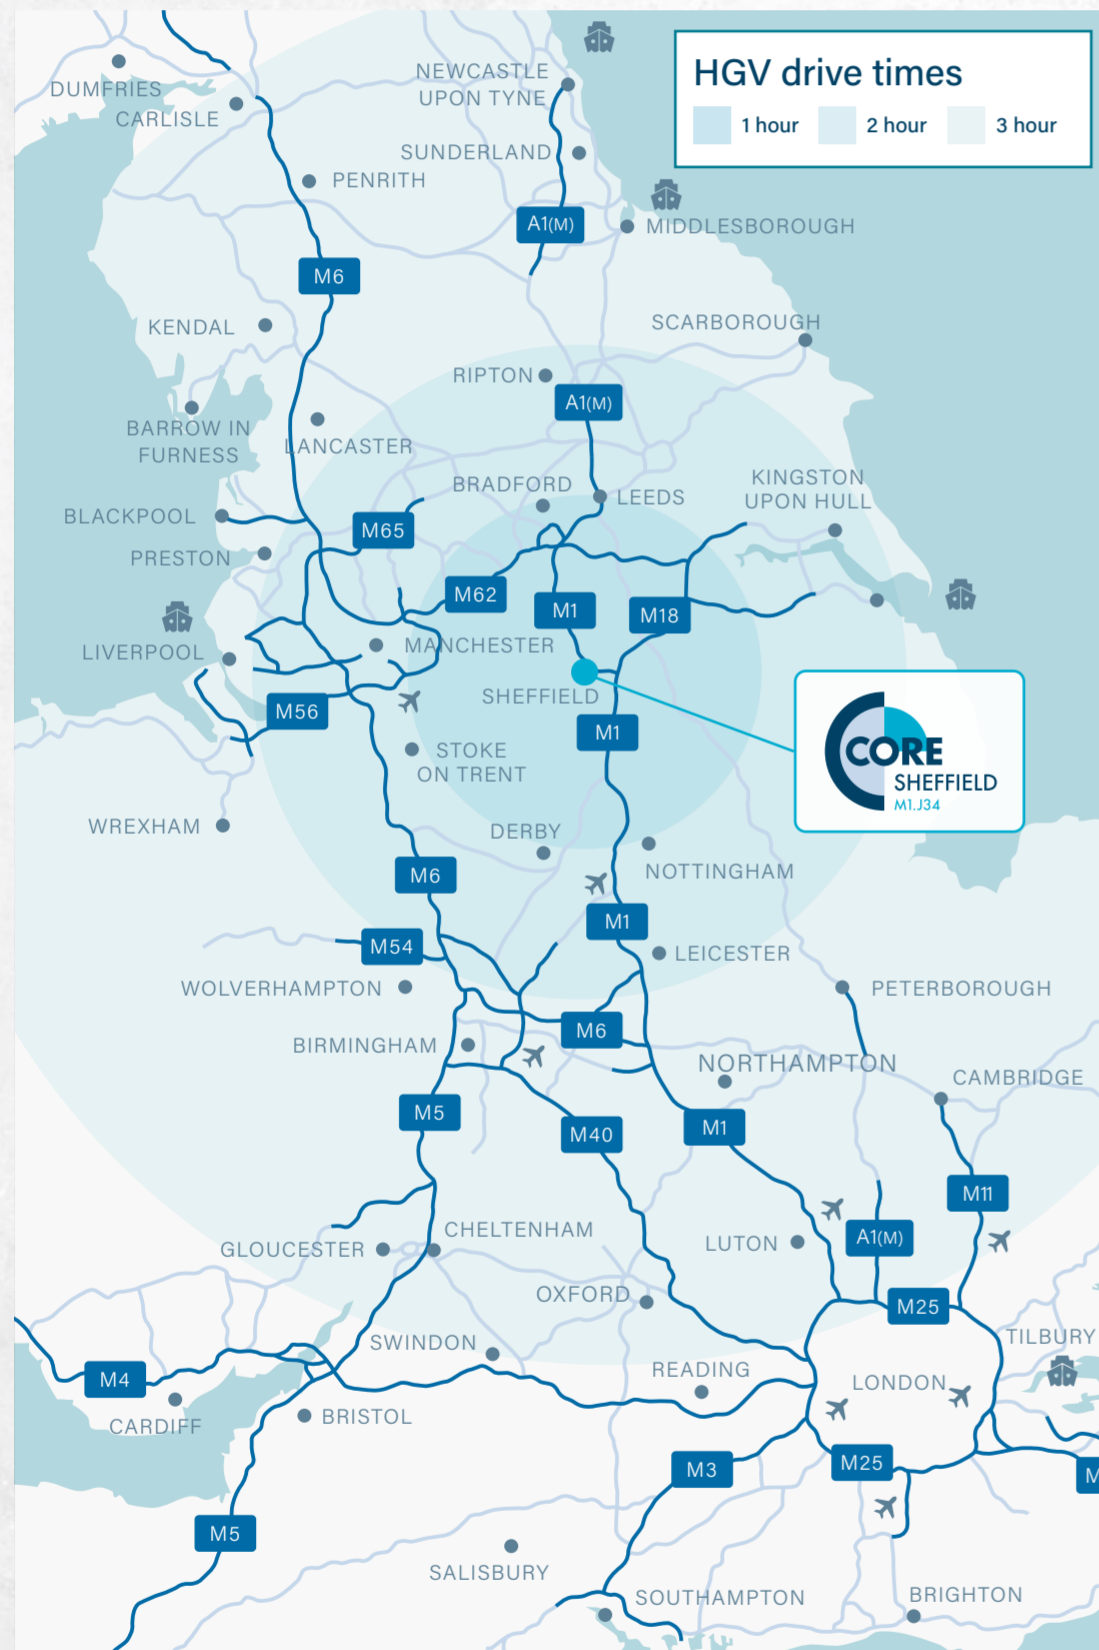 HGV drive times
1 hour
2 hour
3 hour
DUMFRIES
CARLISLE
NEWCASTLE
UPON TYNE
SUNDERLAND
PENRITH
A1(M)
MIDDLESBOROUGH
M6
KENDAL
SCARBOROUGH
RIPTON
A1(M)
BARROW IN
FURNESS
LANCASTER
BRADFORD
LEEDS
KINGSTON
UPON HULL
BLACKPOOL
M65
PRESTON
M62
M1
M18
LIVERPOOL
MANCHESTER
SHEFFIELD
M56
M1
STOKE
ON TRENT
CORE
SHEFFIELD
M1.J34
WREXHAM
DERBY
NOTTINGHAM
M6
M1
M54
LEICESTER
WOLVERHAMPTON
PETERBOROUGH
M6
BIRMINGHAM
NORTHAMPTON
CAMBRIDGE
M5
M40
M1
M11
GLOUCESTER
CHELTENHAM
LUTON
A1(M)
OXFORD
M25
SWINDON
TILBURY
READING
LONDON
M4
CARDIFF
BRISTOL
M3
M25
M
M5
SALISBURY
SOUTHAMPTON
BRIGHTON